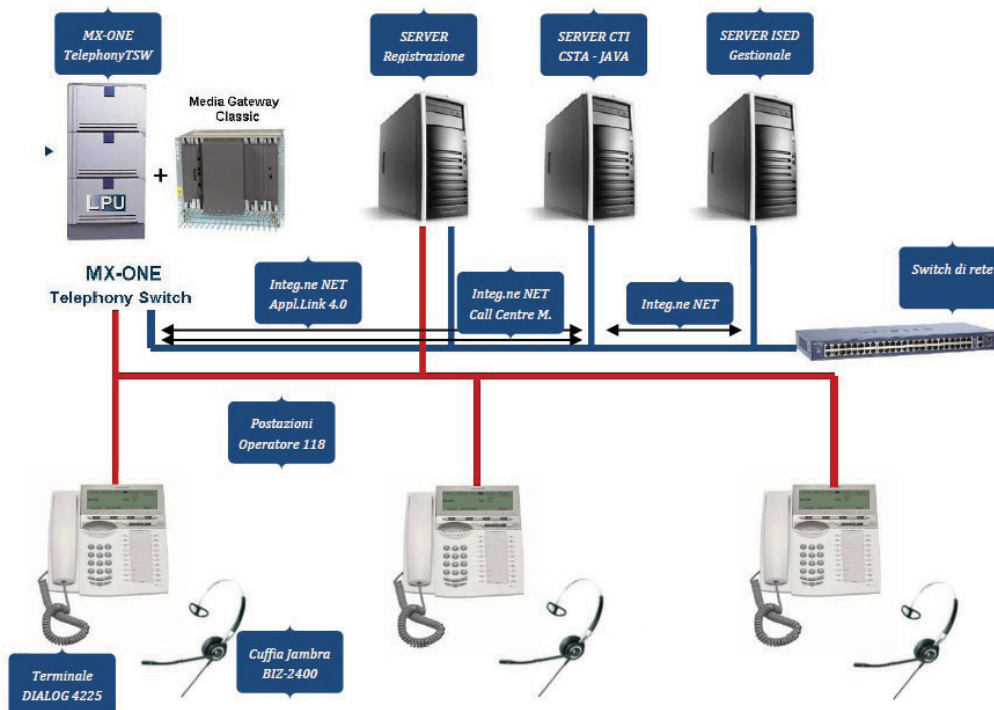 MX-ONE
TelephonyTSW
SERVER
Registrazione
SERVER CTI
CSTA - JAVA
SERVER ISED
Gestionale
Media Gateway
Classic
+
LPU
MX-ONE
Telephony Switch
Integ.ne NET
Appl.Link 4.0
Integ.ne NET
Call Centre M.
Integ.ne NET
Switch di rete
Postazioni
Operatore 118
Terminale
DIALOG 4225
Cuffia Jambra
BIZ-2400